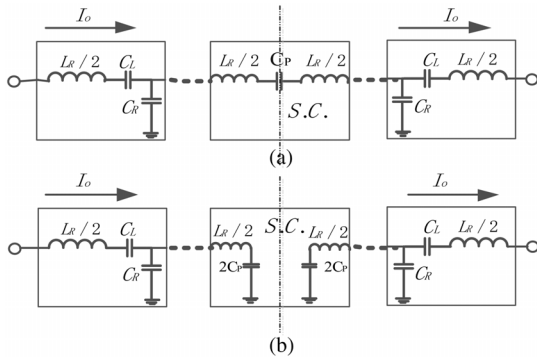 Io Io
LR / 2 CL LR / 2 CP LR / 2 CL LR / 2
CR S.C. CR
(a)
Io Io
LR / 2 CL LR / 2 S.C. LR / 2 CL LR / 2
CR 2CP 2CP CR
(b)